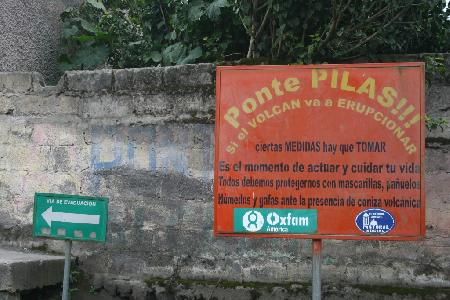 Ponte PILAS!!!
si el VOLCAN va a ERUPCIONAR
ciertas MEDIDAS hay que TOMAR
Es el momento de actuar y cuidar tu vida
Todos debemos protegernos con mascarillas, pañuelos
Húmedos y gafas ante la presencia de ceniza volcanica
Oxfam
America
PASTORAL
VIA DE EVACUACION